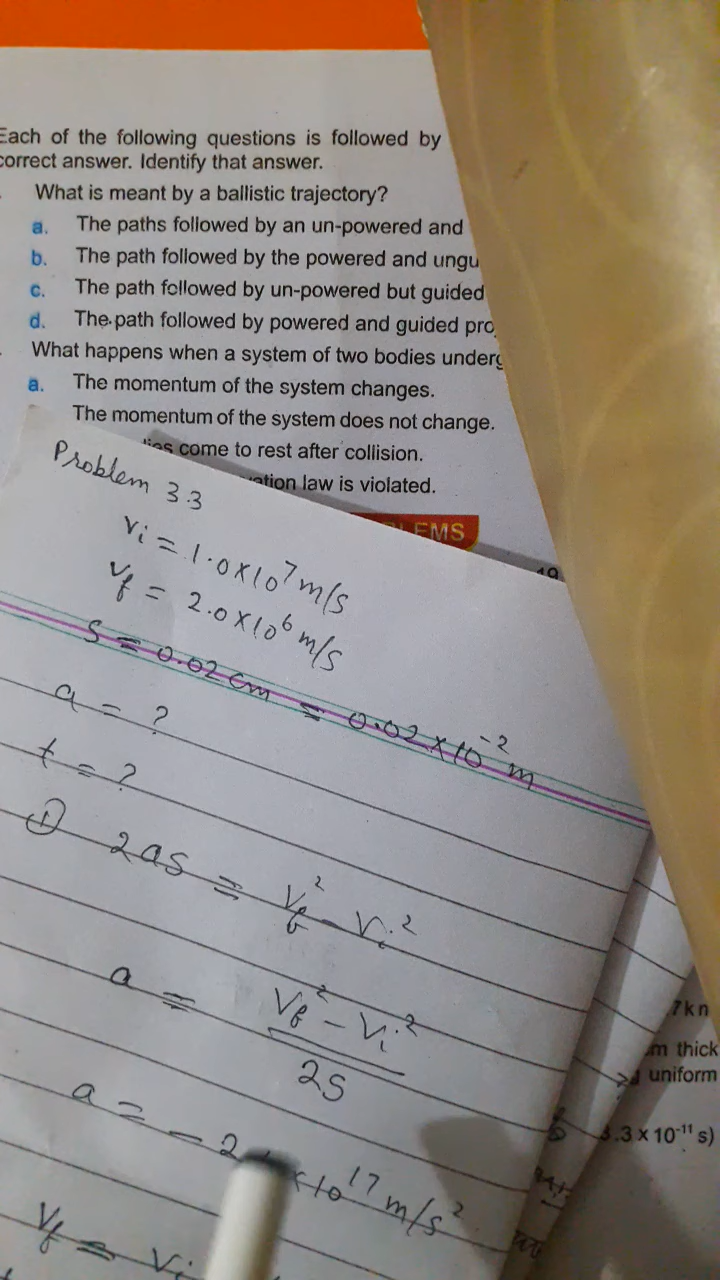 Each of the following questions is followed by
correct answer. Identify that answer.
What is meant by a ballistic trajectory?
a. The paths followed by an un-powered and
b. The path followed by the powered and ungu
c. The path followed by un-powered but guided
d. The path followed by powered and guided pro
What happens when a system of two bodies underg
a. The momentum of the system changes.
The momentum of the system does not change.
come to rest after collision.
ation law is violated.
LEMS
Problem 3.3
Vi = 1.0×10⁷ m/s
Vf = 2.0×10⁶ m/s
S = 0.02 cm = 0.02×10⁻² m
a = ?
t = ?
① 2as = Vf² - Vi²
a = Vf² - Vi² / 2S
a = - 2 ×10¹⁷ m/s²
Vf = Vi
.7kn
m thick
uniform
3.3 x 10⁻¹¹ s)